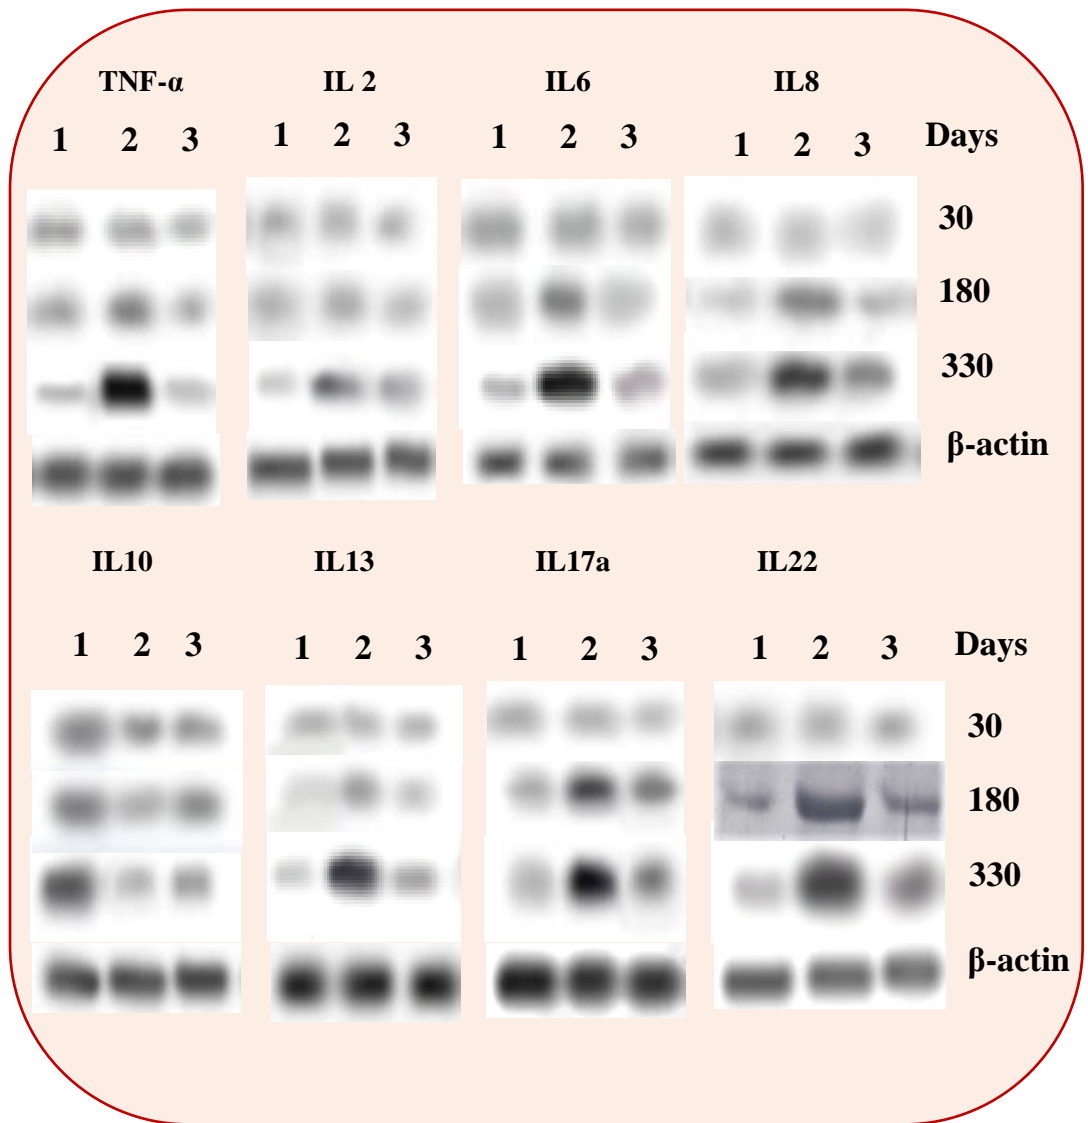 TNF-α IL 2 IL6 IL8
1 2 3 1 2 3 1 2 3 1 2 3 Days
30
180
330
β-actin
IL10 IL13 IL17a IL22
1 2 3 1 2 3 1 2 3 1 2 3 Days
30
180
330
β-actin